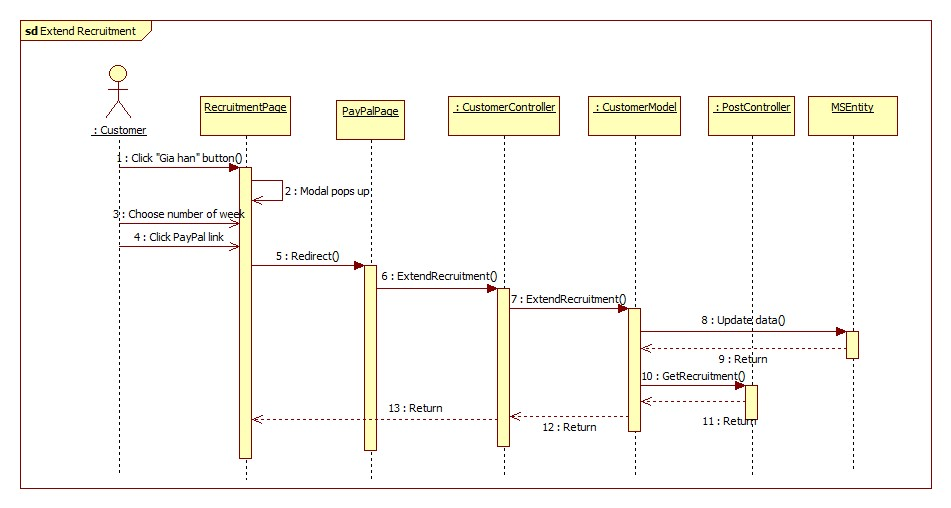 sd Extend Recruitment
: Customer
RecruitmentPage
PayPalPage
: CustomerController
: CustomerModel
: PostController
MSEntity
1 : Click "Gia han" button()
2 : Modal pops up
3 : Choose number of week
4 : Click PayPal link
5 : Redirect()
6 : ExtendRecruitment()
7 : ExtendRecruitment()
8 : Update data()
9 : Return
10 : GetRecruitment()
11 : Return
12 : Return
13 : Return